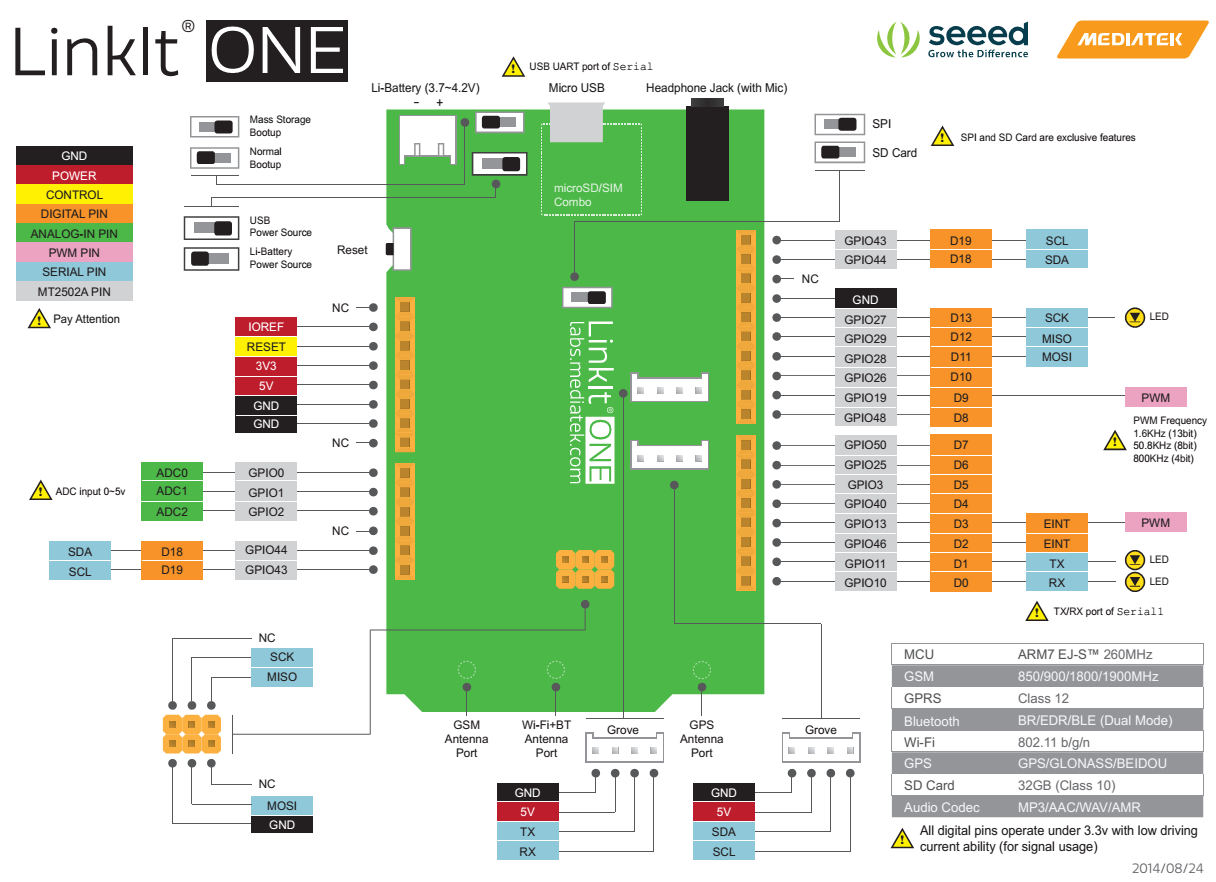 LinkIt® ONE
seeed
Grow the Difference
MEDIATEK
USB UART port of Serial
Li-Battery (3.7~4.2V)
Micro USB
Headphone Jack (with Mic)
− +
Mass Storage
Bootup
Normal
Bootup
USB
Power Source
Li-Battery
Power Source
Reset
SPI
SD Card
SPI and SD Card are exclusive features
GND
POWER
CONTROL
DIGITAL PIN
ANALOG-IN PIN
PWM PIN
SERIAL PIN
MT2502A PIN
Pay Attention
microSD/SIM
Combo
LinkIt® ONE
labs.mediatek.com
NC
IOREF
RESET
3V3
5V
GND
GND
NC
ADC input 0~5v
ADC0 GPIO0
ADC1 GPIO1
ADC2 GPIO2
NC
SDA D18 GPIO44
SCL D19 GPIO43
GPIO43 D19 SCL
GPIO44 D18 SDA
NC
GND
GPIO27 D13 SCK LED
GPIO29 D12 MISO
GPIO28 D11 MOSI
GPIO26 D10
GPIO19 D9 PWM
GPIO48 D8
PWM Frequency
1.6KHz (13bit)
50.8KHz (8bit)
800KHz (4bit)
GPIO50 D7
GPIO25 D6
GPIO3 D5
GPIO40 D4
GPIO13 D3 EINT PWM
GPIO46 D2 EINT
GPIO11 D1 TX LED
GPIO10 D0 RX LED
TX/RX port of Serial1
NC
SCK
MISO
NC
MOSI
GND
GSM
Antenna
Port
Wi-Fi+BT
Antenna
Port
GPS
Antenna
Port
Grove
GND
5V
TX
RX
Grove
GND
5V
SDA
SCL
MCU ARM7 EJ-S™ 260MHz
GSM 850/900/1800/1900MHz
GPRS Class 12
Bluetooth BR/EDR/BLE (Dual Mode)
Wi-Fi 802.11 b/g/n
GPS GPS/GLONASS/BEIDOU
SD Card 32GB (Class 10)
Audio Codec MP3/AAC/WAV/AMR
All digital pins operate under 3.3v with low driving
current ability (for signal usage)
2014/08/24